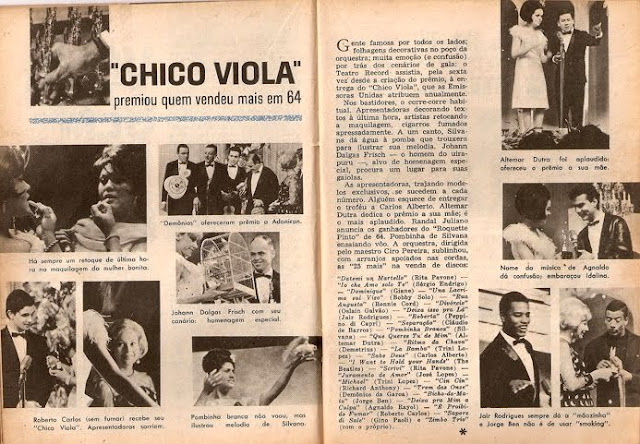 "CHICO VIOLA"
premiou quem vendeu mais em 64
Há sempre um retoque de última ho-
ra na maquilagem da mulher bonita.
"Demônios" ofereceram prêmio a Adoniran.
Johann Dalgas Frisch com seu
canário: homenagem especial.
Roberto Carlos (sem fumar) recebe seu
"Chico Viola". Apresentadoras sorriem.
Pombinha branca não voou, mas
ilustrou melodia de Silvana.
Gente famosa por todos os lados;
folhagens decorativas no poço da
orquestra; muita emoção (e confusão)
por trás dos cenários de gala: o
Teatro Record assistiu, pela sexta
vez desde a criação do prêmio, à en-
trega do "Chico Viola", que as Emis-
soras Unidas atribuem anualmente.
Nos bastidores, o corre-corre habi-
tual. Apresentadoras decorando tex-
tos à última hora, artistas retocando
a maquilagem, cigarros fumados
apressadamente. A um canto, Silva-
na dá água à pomba que trouxera
para ilustrar sua melodia. Johann
Dalgas Frisch — o homem do uira-
puru —, alvo de homenagem espe-
cial, procura um lugar para suas
gaiolas.
As apresentadoras, trajando mode-
los exclusivos, se sucedem a cada
número. Alguém esquece de entregar
o troféu a Carlos Alberto. Altemar
Dutra dedica o prêmio a sua mãe; é
o mais aplaudido. Randal Juliano
anuncia os ganhadores do "Roquette
Pinto" de 64. Pombinha de Silvana
ensaiando vôo. A orquestra, dirigida
pelo maestro Ciro Pereira, sublinhou,
com arranjos apoiados nas cordas,
as "25 mais" na venda de discos:
"Datemi un Martello" (Rita Pavone) —
"Io che Amo solo Te" (Sérgio Endrigo) —
"Dominique" (Giane) — "Una Lacri-
ma sul Viso" (Bobby Solo) — "Rua
Augusta" (Ronnie Cord) — "Divórcio"
(Oslain Galvão) — "Deixa isso pra Lá"
(Jair Rodrigues) — "Roberta" (Peppi-
no di Capri) — "Separação" (Cláudio
de Barros) — "Pombinha Branca" (Sil-
vana) — "Que Queres Tu de Mim" (Al-
temar Dutra) — "Ritmo da Chuva"
(Demetrius) — "La Bamba" (Trini Lo-
pez) — "Sabe Deus" (Carlos Alberto)
— "I Want to Hold your Hands" (The
Beatles) — "Scrivi" (Rita Pavone) —
"Juramento de Amor" (José Lopes) —
"Michael" (Trini Lopez) — "Cin Cin"
(Richard Anthony) — "Trem das Onze"
(Demônios da Garoa) — "Bicho-do-Ma-
to" (Jorge Ben) — "Deixe pra Mim a
Culpa" (Agnaldo Rayol) — "É Proibi-
do Fumar" (Roberto Carlos) — "Sapo-
re di Sale" (Gino Paoli) e "Zimbo Trio"
(com o próprio).
*
Altemar Dutra foi aplaudido:
ofereceu o prêmio a sua mãe.
Nome da música de Agnaldo
dá confusão; embaraçou Idalina.
Jair Rodrigues sempre dá a "mãozinha"
e Jorge Ben não é de usar "smoking".